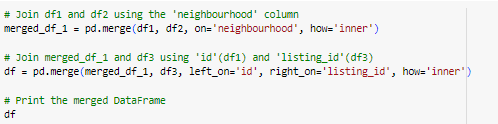 # Join df1 and df2 using the 'neighbourhood' column
merged_df_1 = pd.merge(df1, df2, on='neighbourhood', how='inner')
# Join merged_df_1 and df3 using 'id'(df1) and 'listing_id'(df3)
df = pd.merge(merged_df_1, df3, left_on='id', right_on='listing_id', how='inner')
# Print the merged DataFrame
df